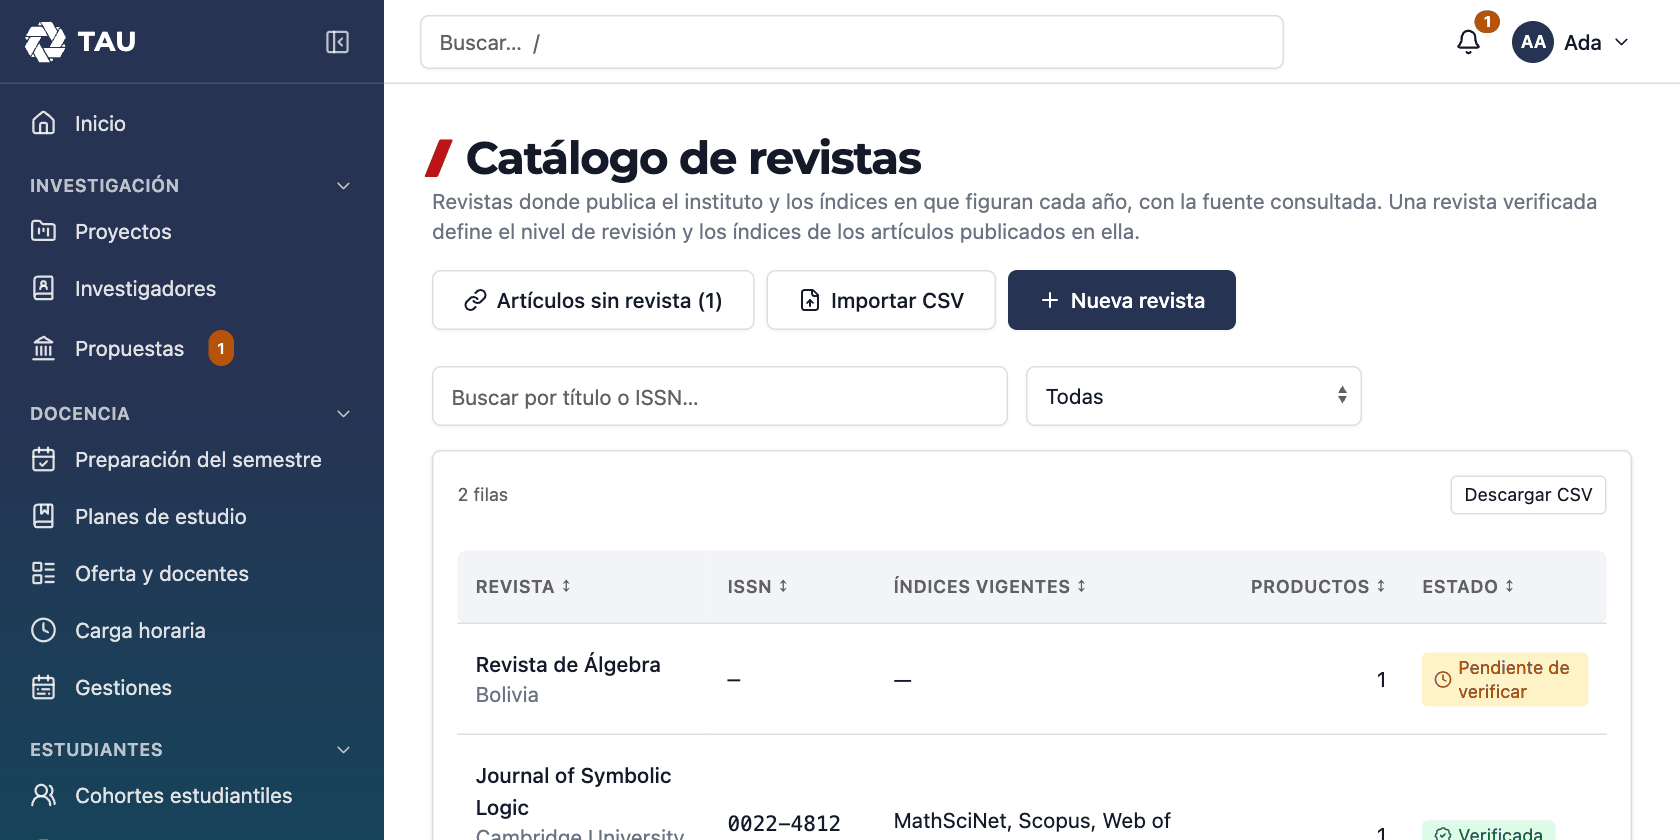 TAU
Buscar... /
1
AA Ada
Inicio
INVESTIGACIÓN
Proyectos
Investigadores
Propuestas 1
DOCENCIA
Preparación del semestre
Planes de estudio
Oferta y docentes
Carga horaria
Gestiones
ESTUDIANTES
Cohortes estudiantiles
Catálogo de revistas
Revistas donde publica el instituto y los índices en que figuran cada año, con la fuente consultada. Una revista verificada
define el nivel de revisión y los índices de los artículos publicados en ella.
Artículos sin revista (1) Importar CSV + Nueva revista
Buscar por título o ISSN... Todas
2 filas Descargar CSV
REVISTA ISSN ÍNDICES VIGENTES PRODUCTOS ESTADO
Revista de Álgebra
Bolivia
– — 1
Pendiente de
verificar
Journal of Symbolic
Logic
Cambridge University
0022–4812
MathSciNet, Scopus, Web of
1
Verificada